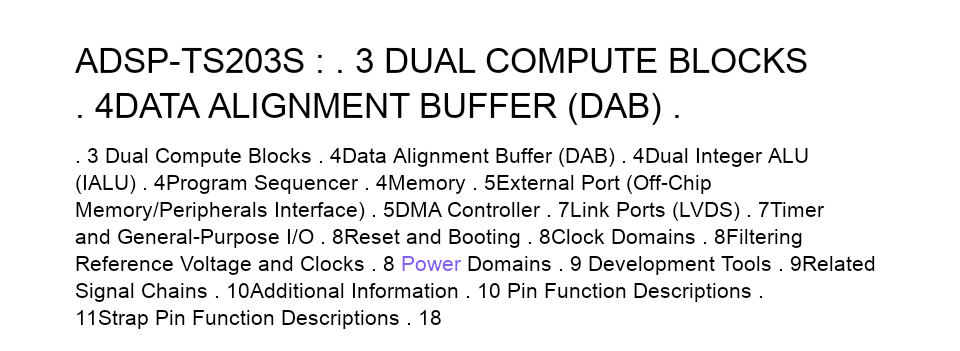 ADSP-TS203S : . 3 DUAL COMPUTE BLOCKS
. 4DATA ALIGNMENT BUFFER (DAB) .
. 3 Dual Compute Blocks . 4Data Alignment Buffer (DAB) . 4Dual Integer ALU
(IALU) . 4Program Sequencer . 4Memory . 5External Port (Off-Chip
Memory/Peripherals Interface) . 5DMA Controller . 7Link Ports (LVDS) . 7Timer
and General-Purpose I/O . 8Reset and Booting . 8Clock Domains . 8Filtering
Reference Voltage and Clocks . 8 Power Domains . 9 Development Tools . 9Related
Signal Chains . 10Additional Information . 10 Pin Function Descriptions .
11Strap Pin Function Descriptions . 18